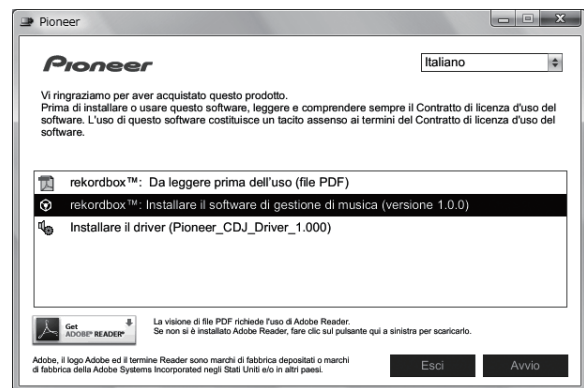 Pioneer
Pioneer
Italiano
Vi ringraziamo per aver acquistato questo prodotto.
Prima di installare o usare questo software, leggere e comprendere sempre il Contratto di licenza d'uso del
software. L'uso di questo software costituisce un tacito assenso ai termini del Contratto di licenza d'uso del
software.
rekordbox™: Da leggere prima dell'uso (file PDF)
rekordbox™: Installare il software di gestione di musica (versione 1.0.0)
Installare il driver (Pioneer_CDJ_Driver_1.000)
Get
ADOBE® READER®
La visione di file PDF richiede l'uso di Adobe Reader.
Se non si è installato Adobe Reader, fare clic sul pulsante qui a sinistra per scaricarlo.
Adobe, il logo Adobe ed il termine Reader sono marchi di fabbrica depositati o marchi
di fabbrica della Adobe Systems Incorporated negli Stati Uniti e/o in altri paesi.
Esci
Avvio